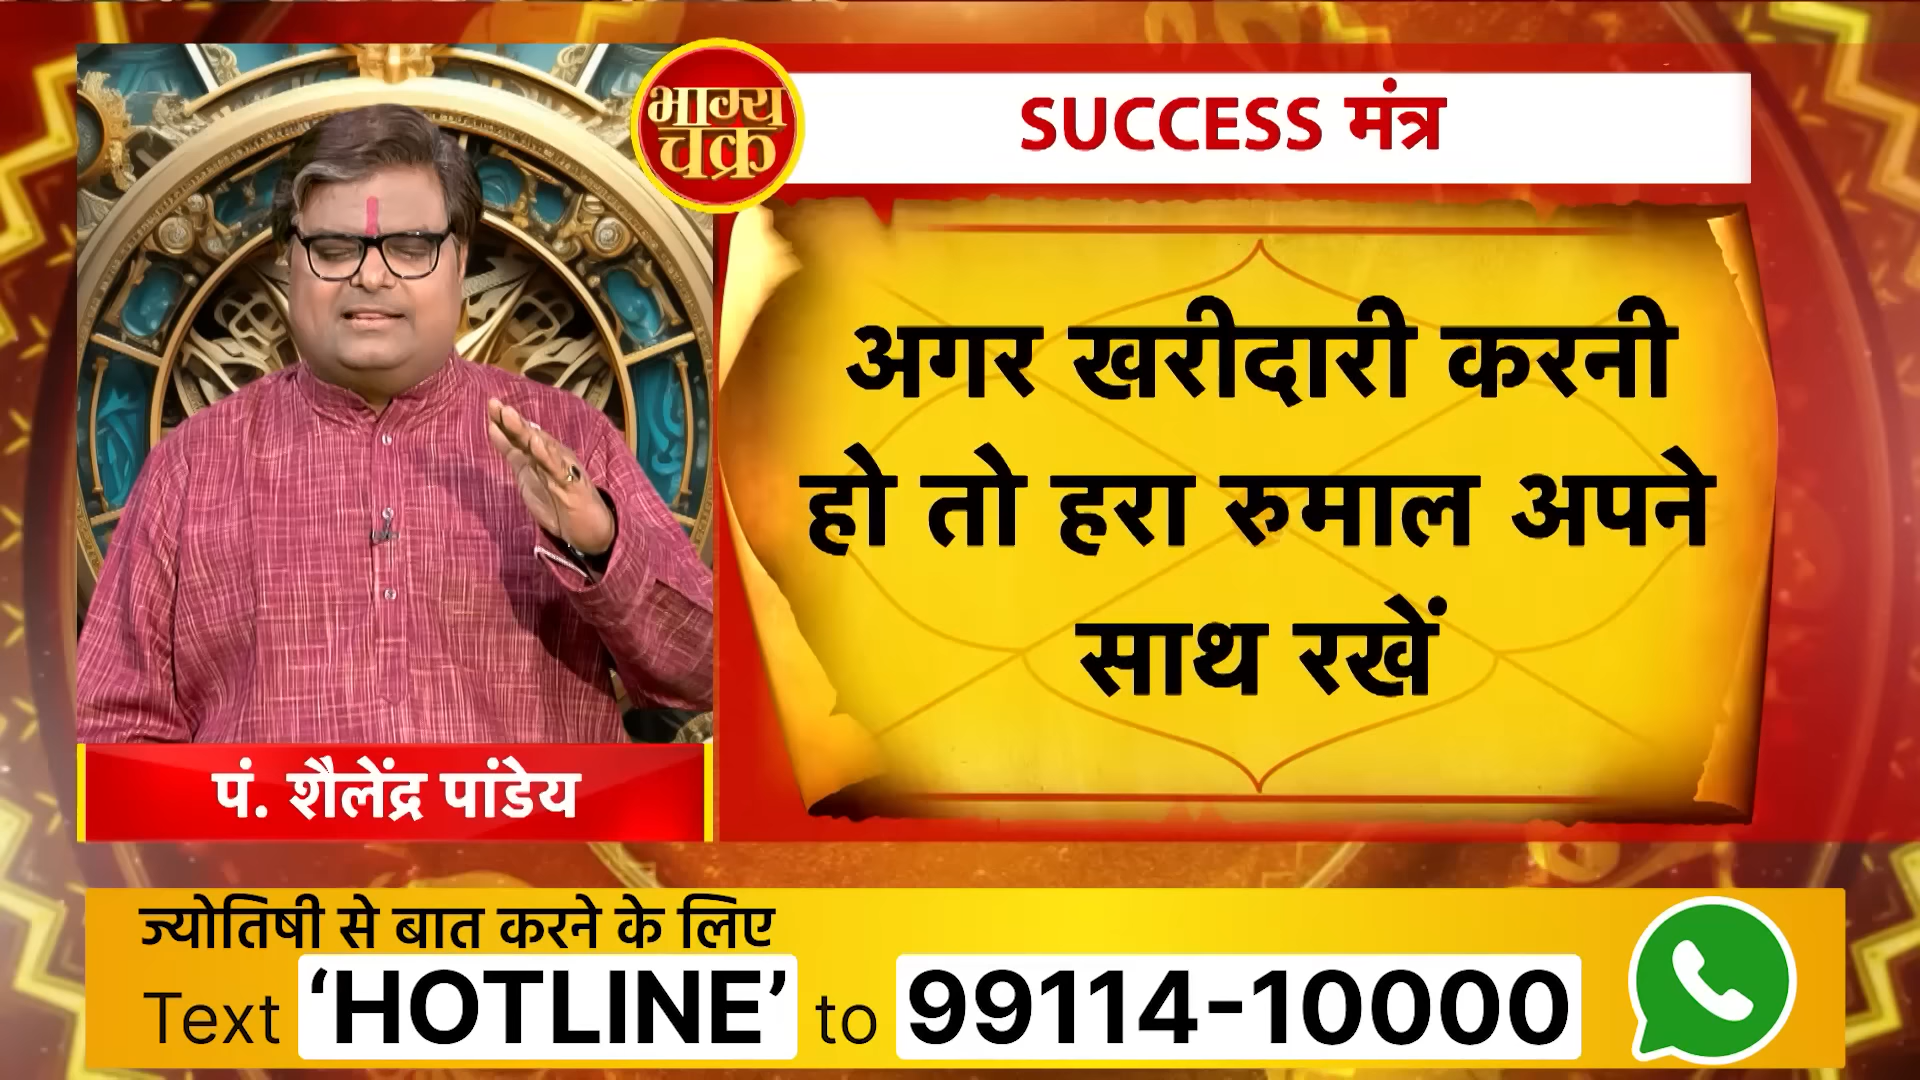 भाग्य
चक्र
SUCCESS मंत्र
अगर खरीदारी करनी
हो तो हरा रुमाल अपने
साथ रखें
पं. शैलेंद्र पांडेय
ज्योतिषी से बात करने के लिए
Text ‘HOTLINE’ to 99114-10000